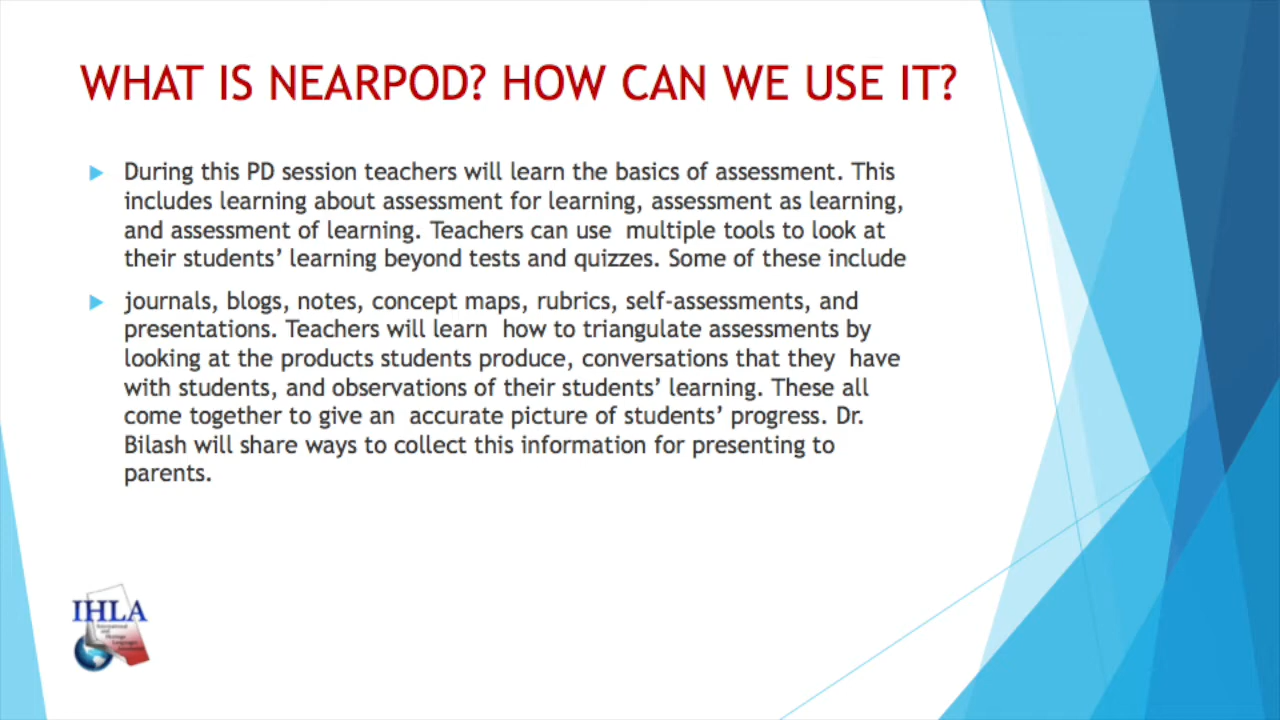 WHAT IS NEARPOD? HOW CAN WE USE IT?
During this PD session teachers will learn the basics of assessment. This
includes learning about assessment for learning, assessment as learning,
and assessment of learning. Teachers can use multiple tools to look at
their students’ learning beyond tests and quizzes. Some of these include
journals, blogs, notes, concept maps, rubrics, self-assessments, and
presentations. Teachers will learn how to triangulate assessments by
looking at the products students produce, conversations that they have
with students, and observations of their students’ learning. These all
come together to give an accurate picture of students’ progress. Dr.
Bilash will share ways to collect this information for presenting to
parents.
IHLA
International
and
Heritage
Languages